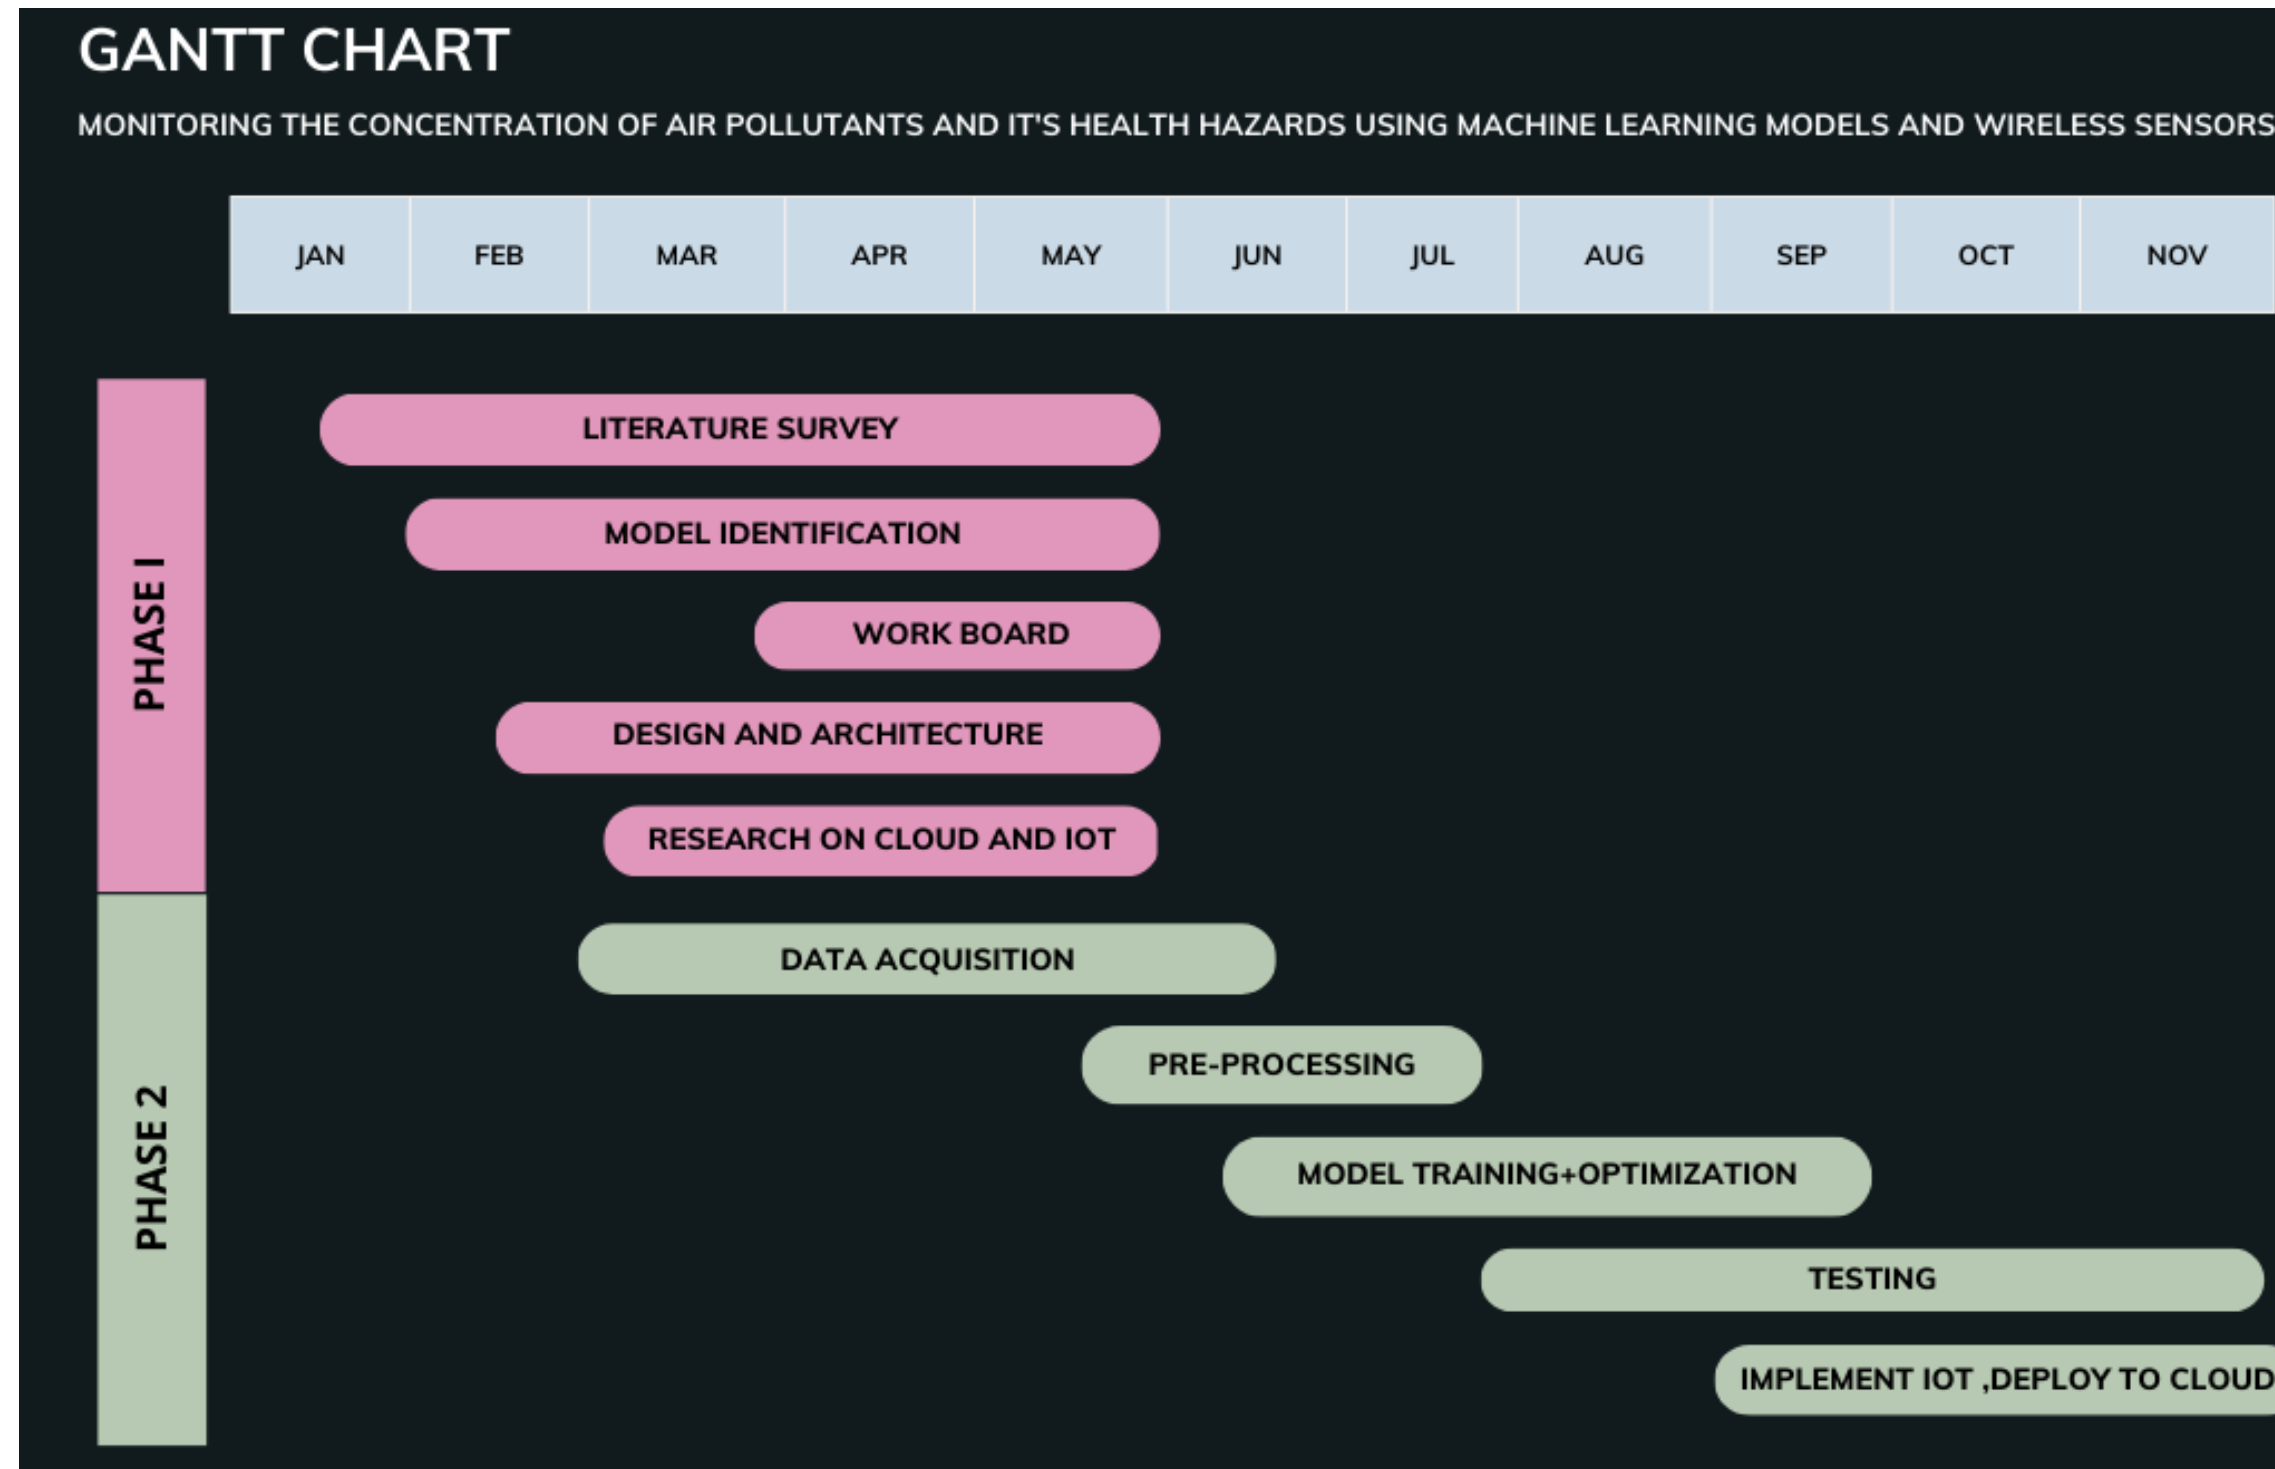 GANTT CHART
MONITORING THE CONCENTRATION OF AIR POLLUTANTS AND IT'S HEALTH HAZARDS USING MACHINE LEARNING MODELS AND WIRELESS SENSORS
JAN FEB MAR APR MAY JUN JUL AUG SEP OCT NOV
PHASE I
LITERATURE SURVEY
MODEL IDENTIFICATION
WORK BOARD
DESIGN AND ARCHITECTURE
RESEARCH ON CLOUD AND IOT
PHASE 2
DATA ACQUISITION
PRE-PROCESSING
MODEL TRAINING+OPTIMIZATION
TESTING
IMPLEMENT IOT ,DEPLOY TO CLOUD